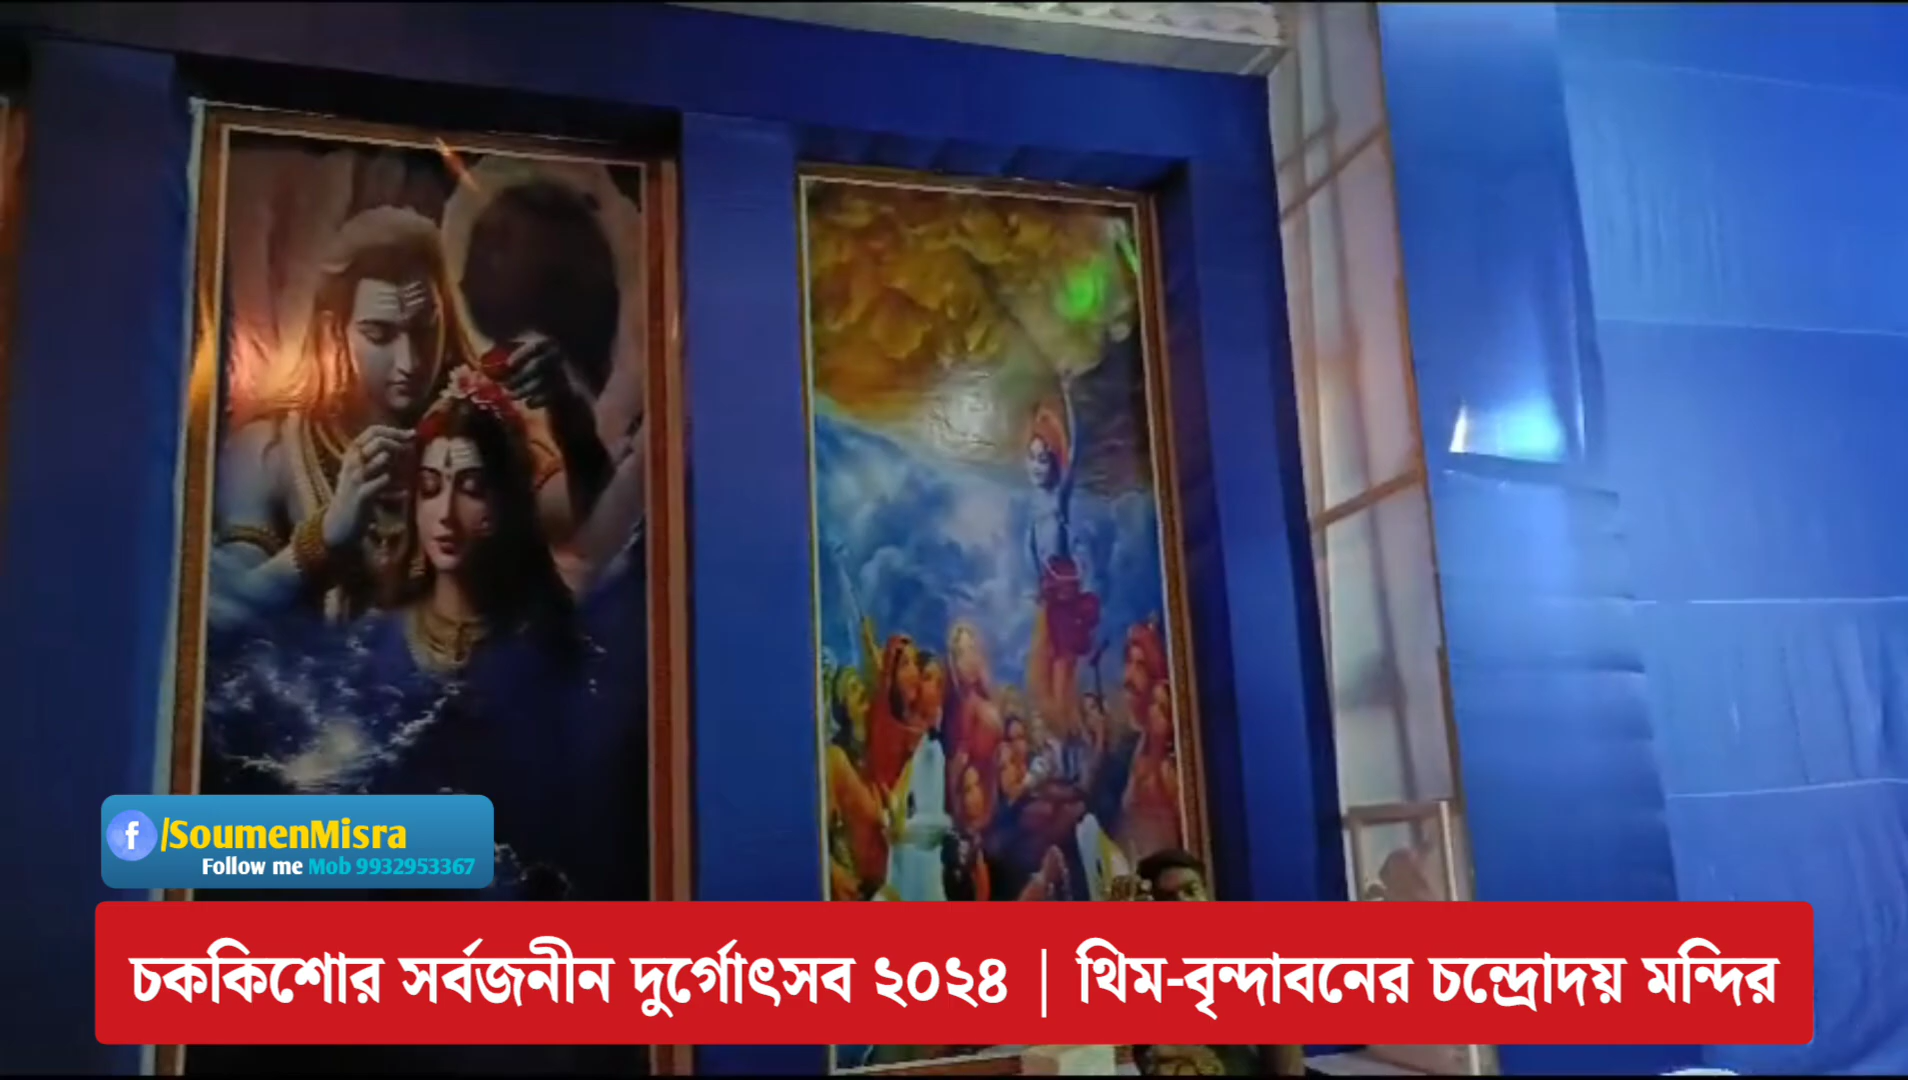 f/SoumenMisra
Follow me Mob 9932953367
চককিশোর সর্বজনীন দুর্গোৎসব ২০২৪ | থিম-বৃন্দাবনের চন্দ্রোদয় মন্দির